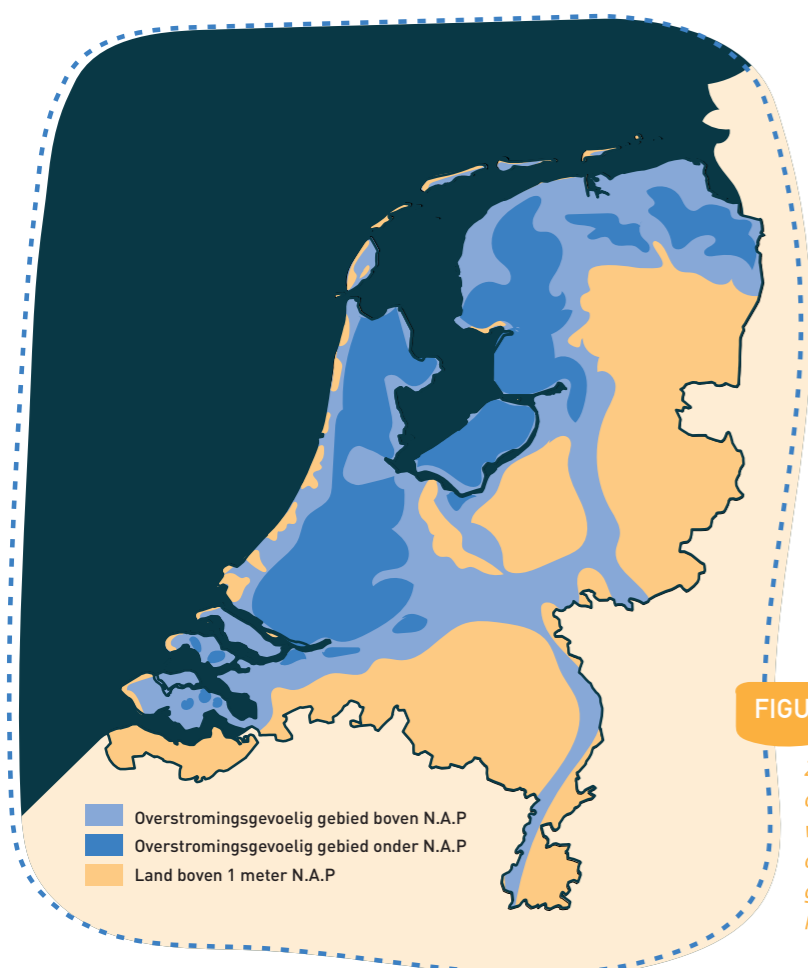 FIGU
Overstromingsgevoelig gebied boven N.A.P
Overstromingsgevoelig gebied onder N.A.P
Land boven 1 meter N.A.P